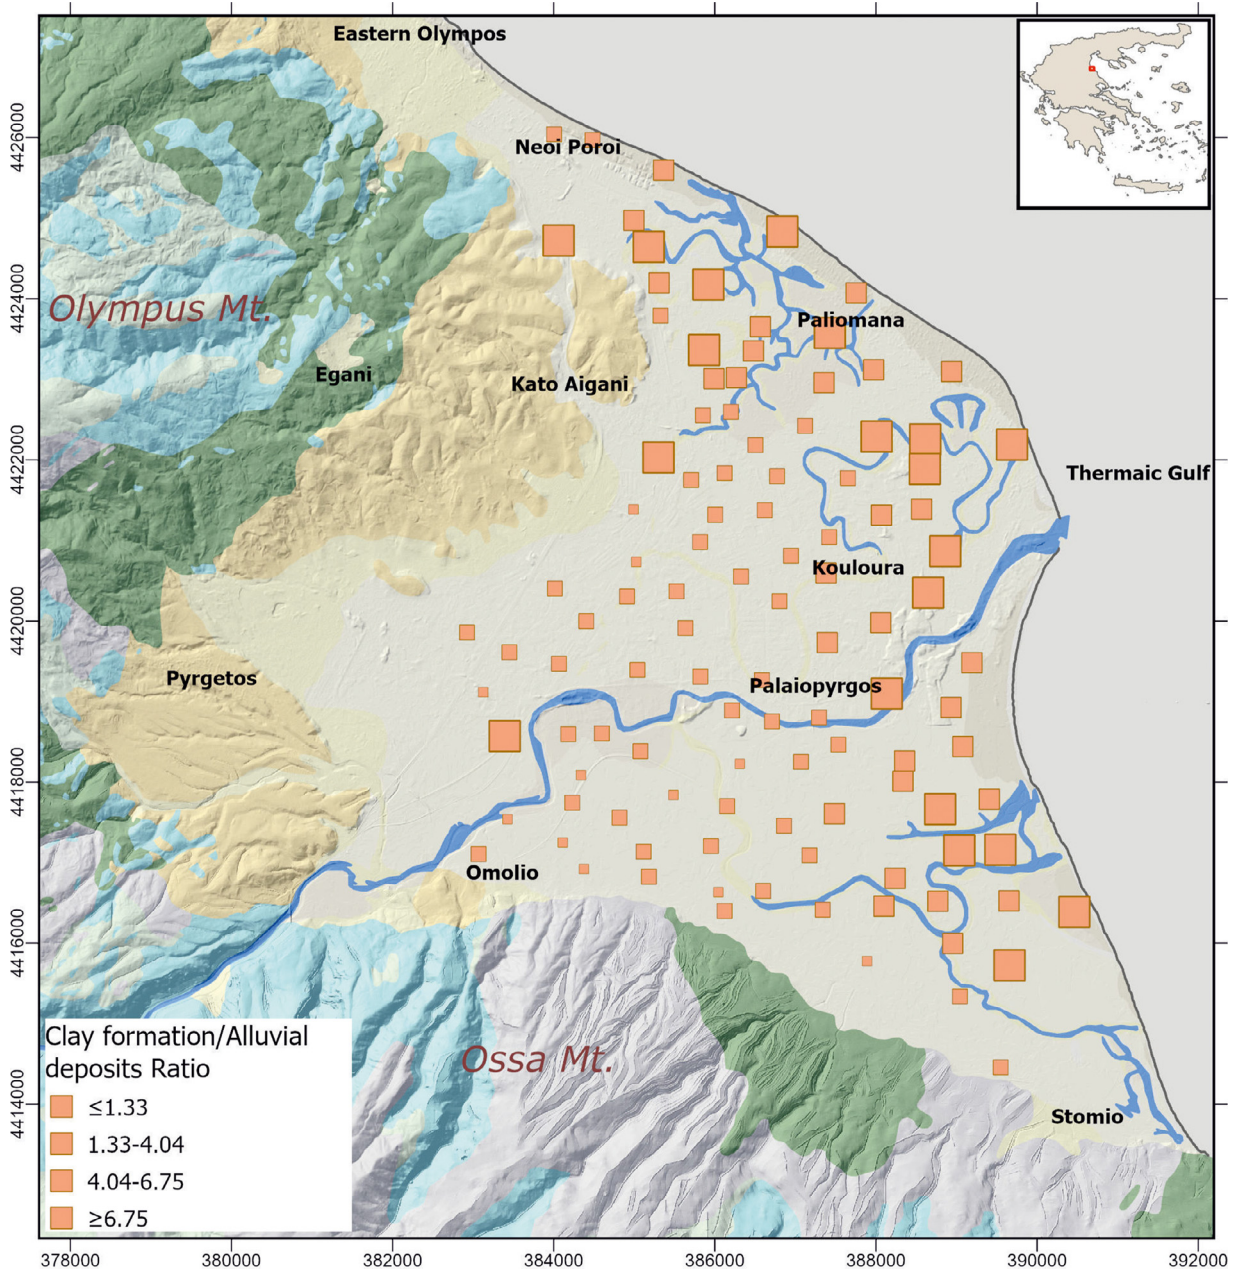 Eastern Olympos
Neoi Poroi
Olympus Mt.
Paliomana
Egani
Kato Aigani
Thermaic Gulf
Kouloura
Pyrgetos
Palaiopyrgos
Omolio
Ossa Mt.
Stomio
Clay formation/Alluvial
deposits Ratio
≤1.33
1.33-4.04
4.04-6.75
≥6.75
4426000
4424000
4422000
4420000
4418000
4416000
4414000
378000
380000
382000
384000
386000
388000
390000
392000